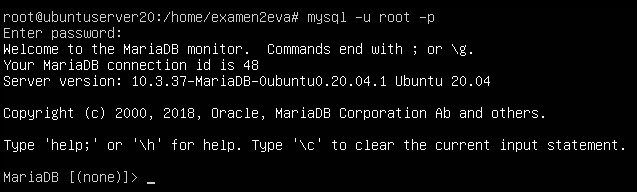 root@ubuntuserver20:/home/examen2eva# mysql -u root -p
Enter password:
Welcome to the MariaDB monitor.  Commands end with ; or \g.
Your MariaDB connection id is 48
Server version: 10.3.37-MariaDB-0ubuntu0.20.04.1 Ubuntu 20.04
Copyright (c) 2000, 2018, Oracle, MariaDB Corporation Ab and others.
Type 'help;' or '\h' for help. Type '\c' to clear the current input statement.
MariaDB [(none)]> _